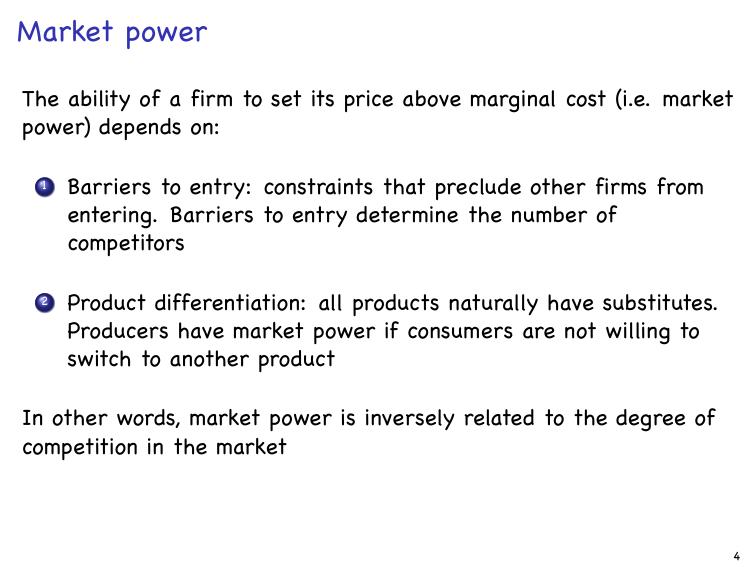 Market power
The ability of a firm to set its price above marginal cost (i.e. market
power) depends on:
1 Barriers to entry: constraints that preclude other firms from
entering. Barriers to entry determine the number of
competitors
2 Product differentiation: all products naturally have substitutes.
Producers have market power if consumers are not willing to
switch to another product
In other words, market power is inversely related to the degree of
competition in the market
4